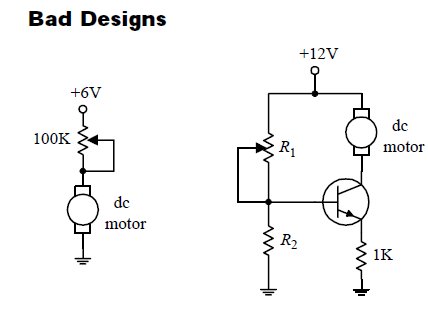 Bad Designs
+6V
100K
dc
motor
+12V
R1
dc
motor
R2
1K